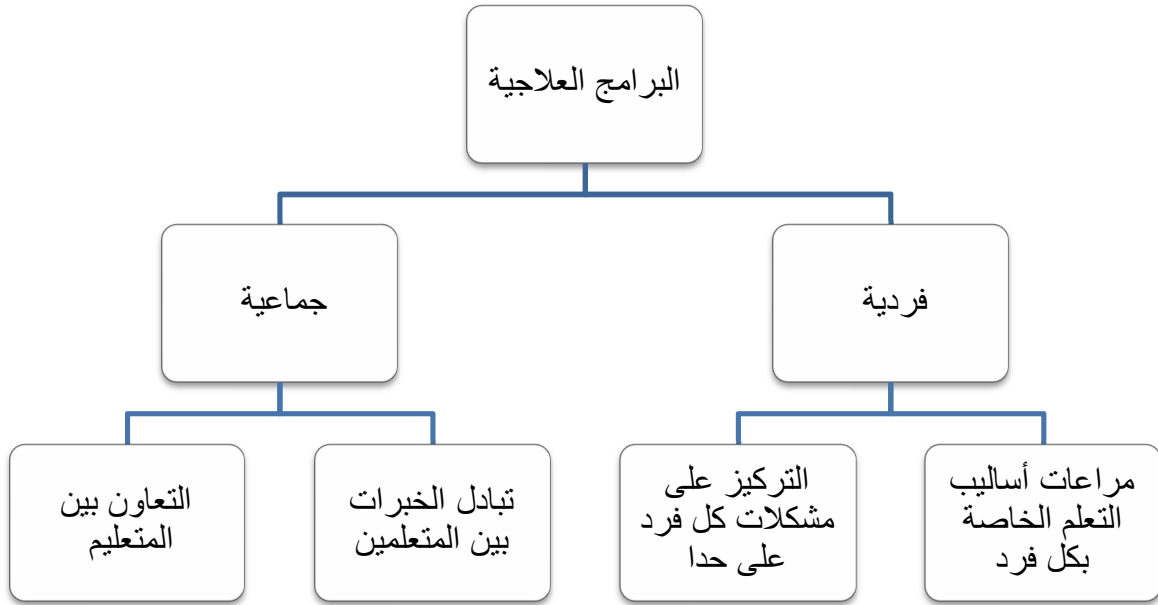 البرامج العلاجية
فردية
جماعية
مراعات أساليب
التعلم الخاصة
بكل فرد
التركيز على
مشكلات كل فرد
على حدا
تبادل الخبرات
بين المتعلمين
التعاون بين
المتعليم